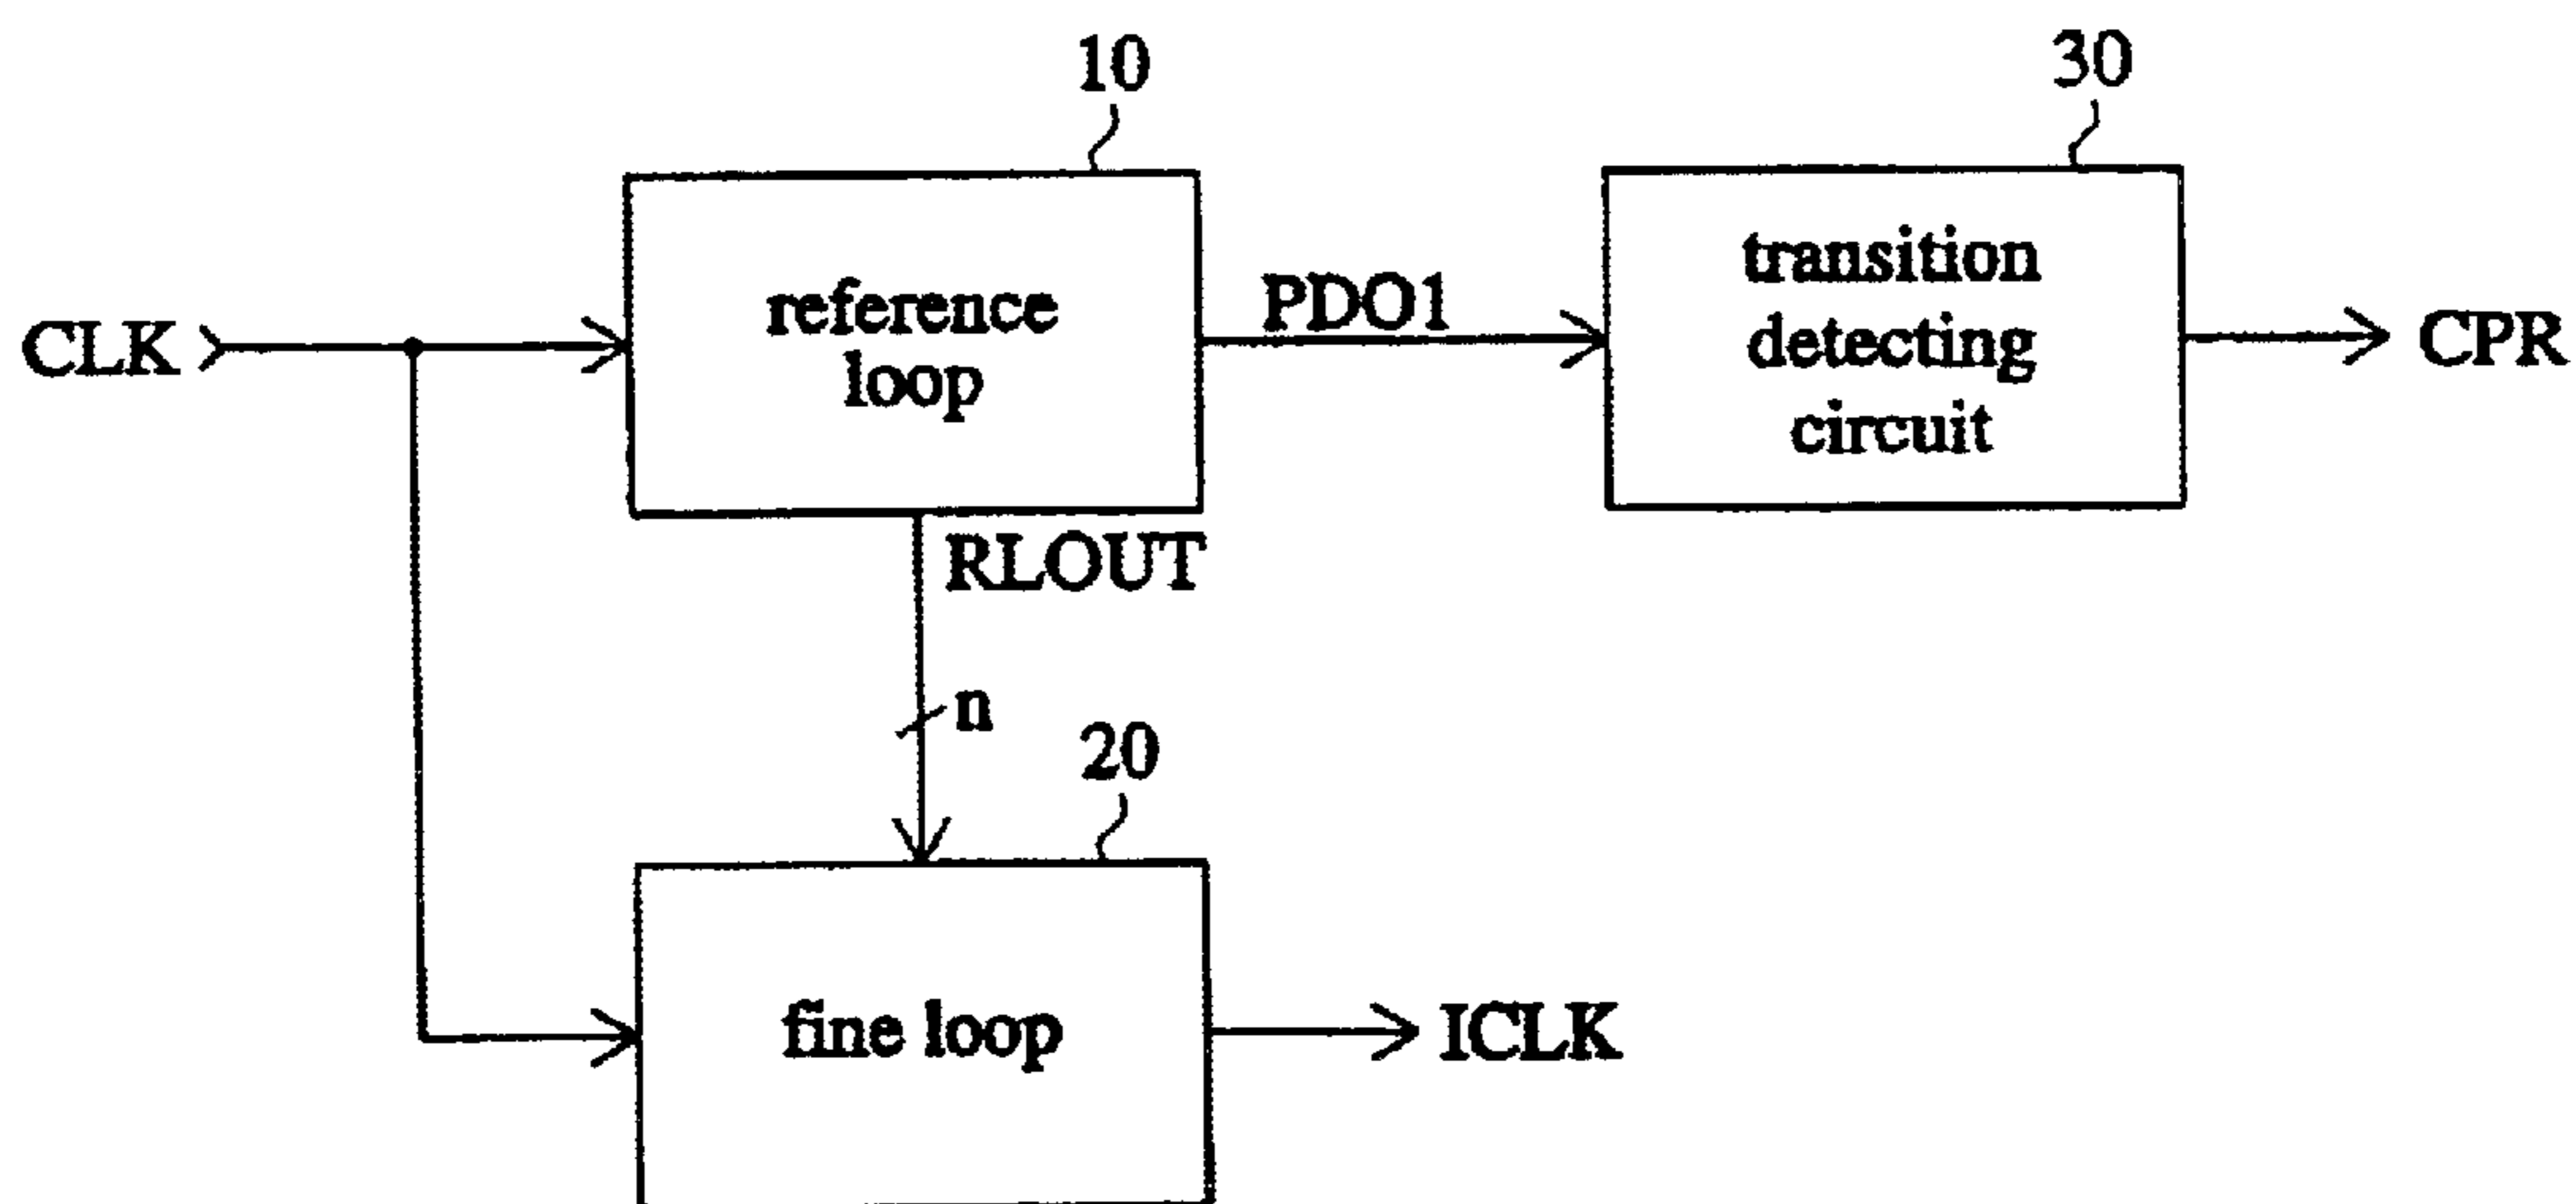 10
30
reference
loop
transition
detecting
circuit
CLK
PDO1
CPR
RLOUT
n
20
fine loop
ICLK